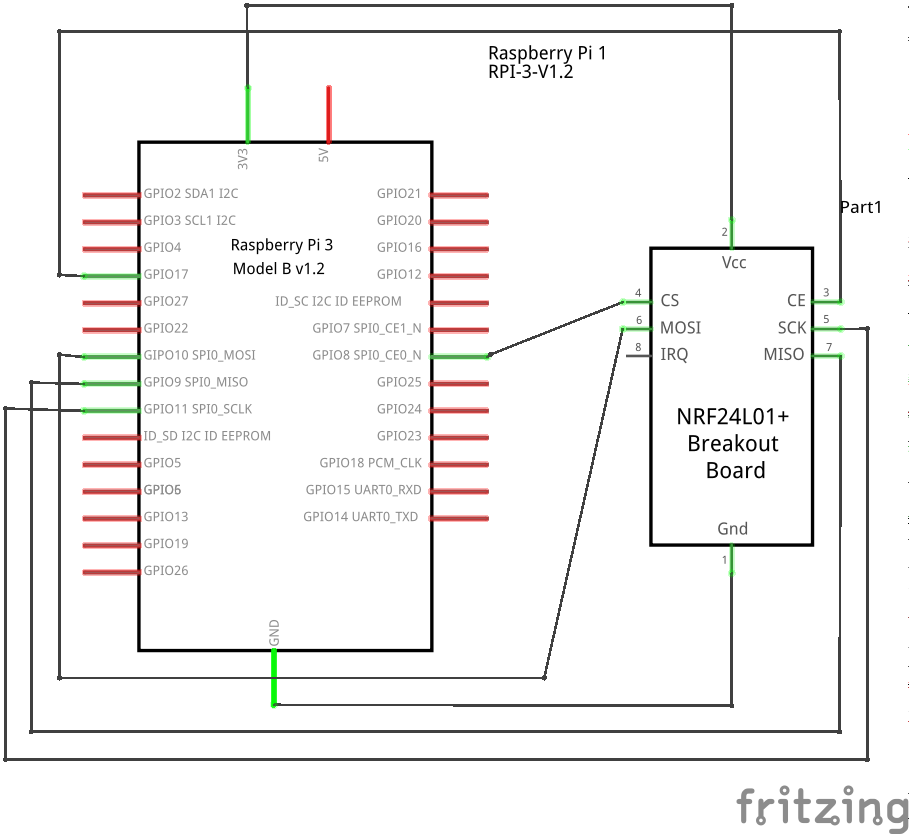 Raspberry Pi 1
RPI-3-V1.2
3V3
5V
GPIO2 SDA1 I2C
GPIO21
GPIO3 SCL1 I2C
GPIO20
GPIO4
GPIO16
Raspberry Pi 3
Model B v1.2
GPIO17
GPIO12
GPIO27
ID_SC I2C ID EEPROM
GPIO22
GPIO7 SPI0_CE1_N
GIPO10 SPI0_MOSI
GPIO8 SPI0_CE0_N
GPIO9 SPI0_MISO
GPIO25
GPIO11 SPI0_SCLK
GPIO24
ID_SD I2C ID EEPROM
GPIO23
GPIO5
GPIO18 PCM_CLK
GPIO6
GPIO15 UART0_RXD
GPIO13
GPIO14 UART0_TXD
GPIO19
GPIO26
GND
Part1
2
Vcc
4
CS
CE
3
6
MOSI
SCK
5
8
IRQ
MISO
7
NRF24L01+
Breakout
Board
Gnd
1
fritzing